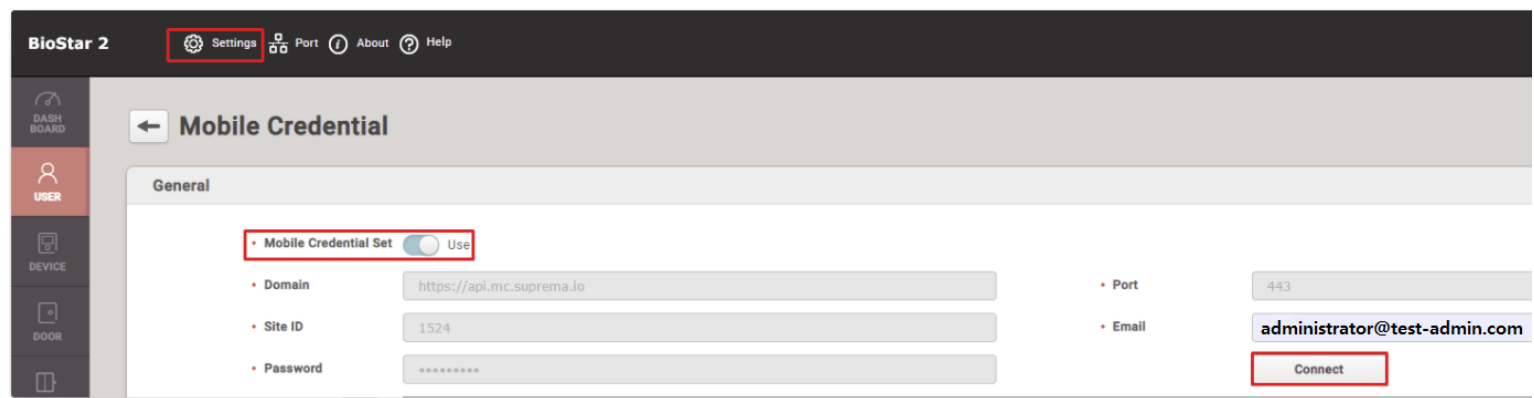 BioStar 2
Settings Port About Help
DASH
BOARD
USER
DEVICE
DOOR
Mobile Credential
General
• Mobile Credential Set Use
• Domain https://api.mc.suprema.io • Port 443
• Site ID 1524 • Email administrator@test-admin.com
• Password ••••••••• Connect